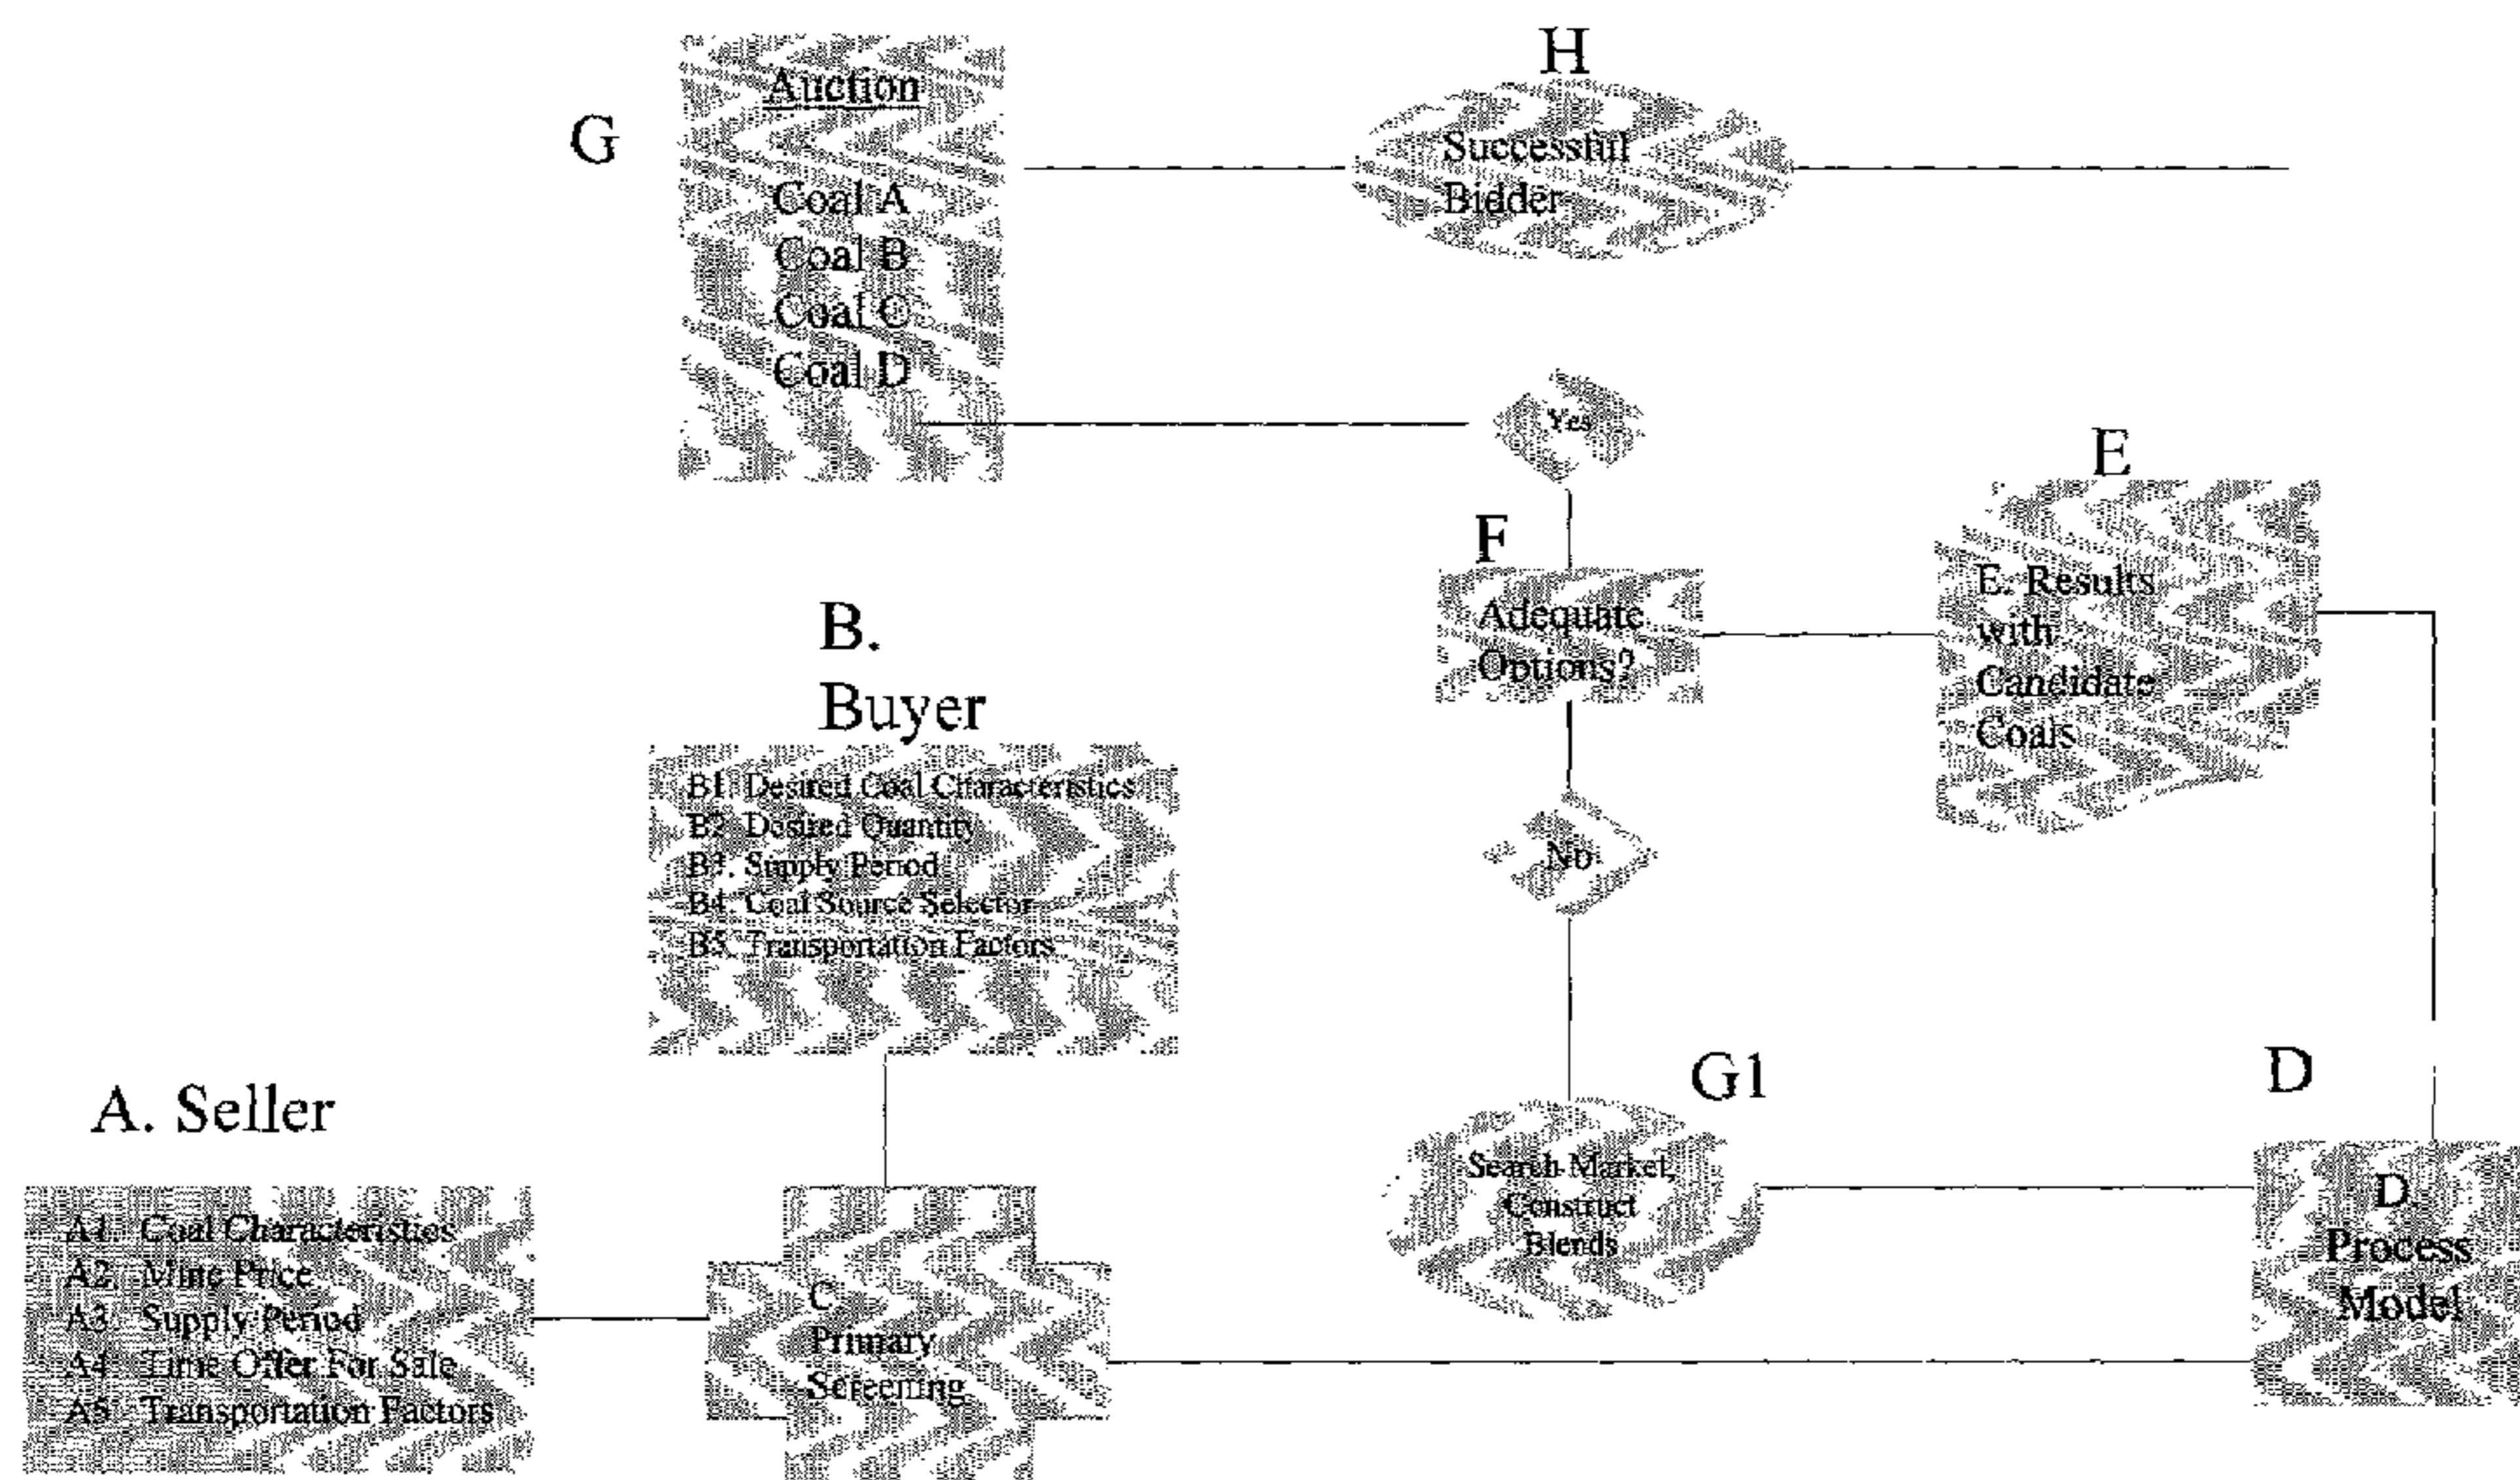 H
G
Auction
Coal A
Coal B
Coal C
Coal D
Successful
Bidder
Yes
E
E. Results
with
Candidate
Coals
F
Adequate
Options?
No
B.
Buyer
B1. Desired Coal Characteristics
B2. Desired Quantity
B3. Supply Period
B4. Coal Source Selector
B5. Transportation Factors
A. Seller
A1. Coal Characteristics
A2. Mine Price
A3. Supply Period
A4. Time Offer For Sale
A5. Transportation Factors
C.
Primary
Screening
G1
Search Market,
Construct
Blends
D
D.
Process
Model